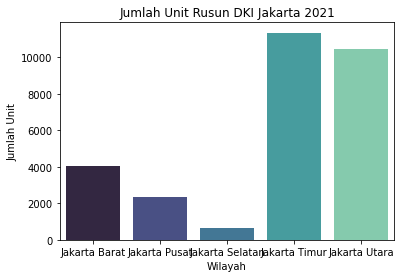 Jumlah Unit Rusun DKI Jakarta 2021
Jumlah Unit
10000
8000
6000
4000
2000
0
Jakarta Barat Jakarta Pusat Jakarta Selatan Jakarta Timur Jakarta Utara
Wilayah